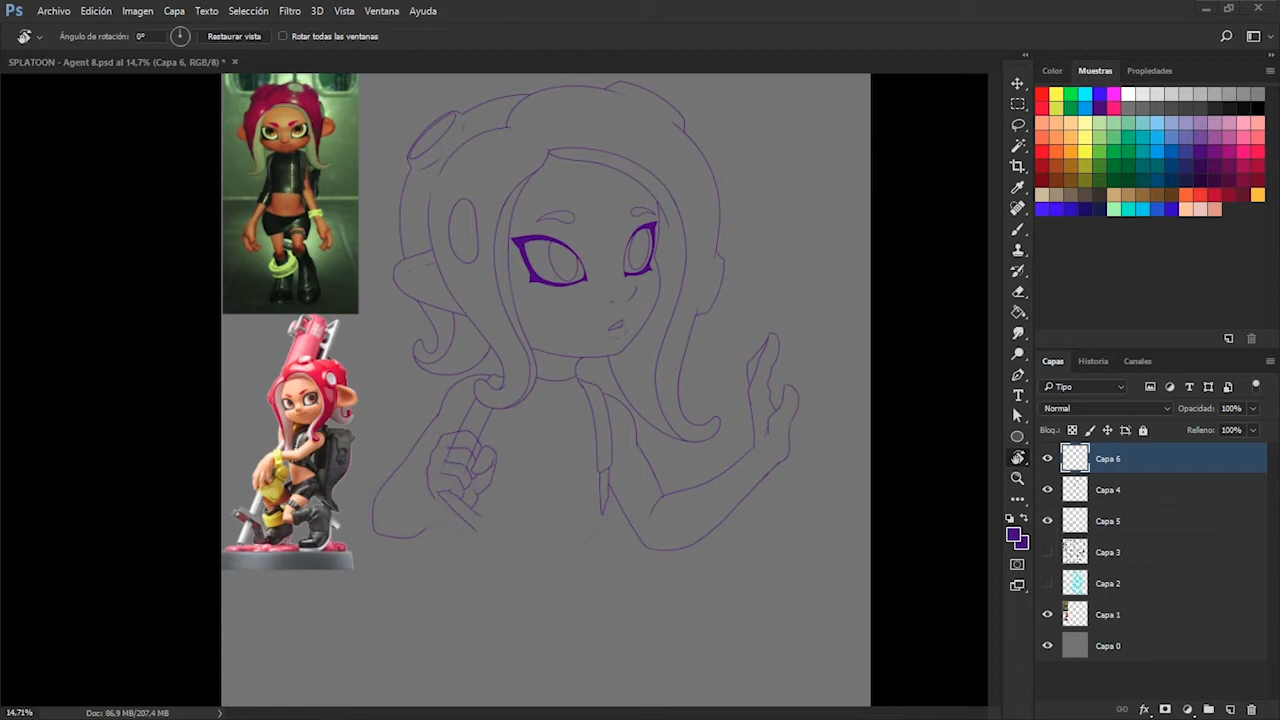 Ps Archivo Edición Imagen Capa Texto Selección Filtro 3D Vista Ventana Ayuda
Ángulo de rotación: 0° Restaurar vista Rotar todas las ventanas
SPLATOON - Agent 8.psd al 14,7% (Capa 6, RGB/8) *
Color Muestras Propiedades
Capas Historia Canales
Tipo
Normal Opacidad: 100%
Bloq.: Relleno: 100%
Capa 6
Capa 4
Capa 5
Capa 3
Capa 2
Capa 1
Capa 0
14,71% Doc: 86,9 MB/207,4 MB